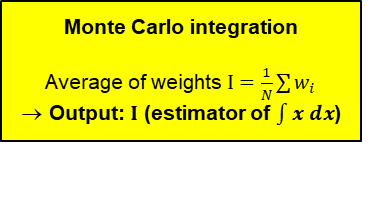 Monte Carlo integration
Average of weights I = 1/N ∑ wᵢ
→ Output: I (estimator of ∫ x dx)